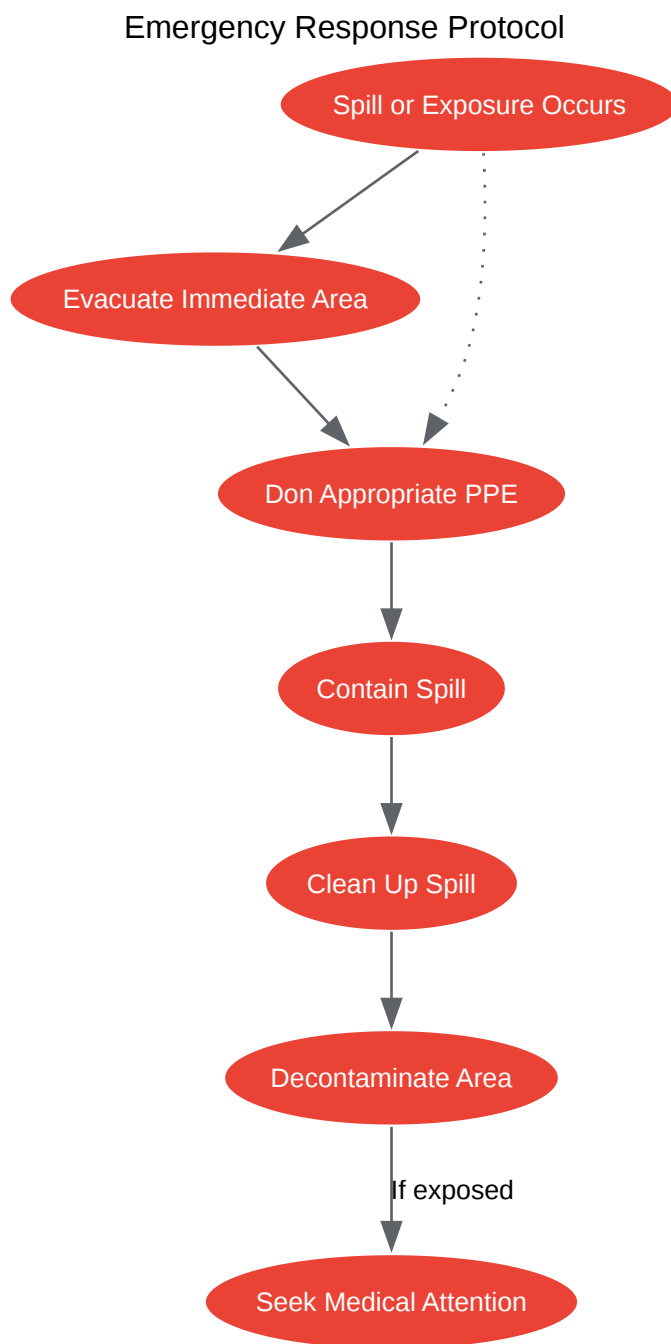 Emergency Response Protocol
Spill or Exposure Occurs
Evacuate Immediate Area
Don Appropriate PPE
Contain Spill
Clean Up Spill
Decontaminate Area
If exposed
Seek Medical Attention